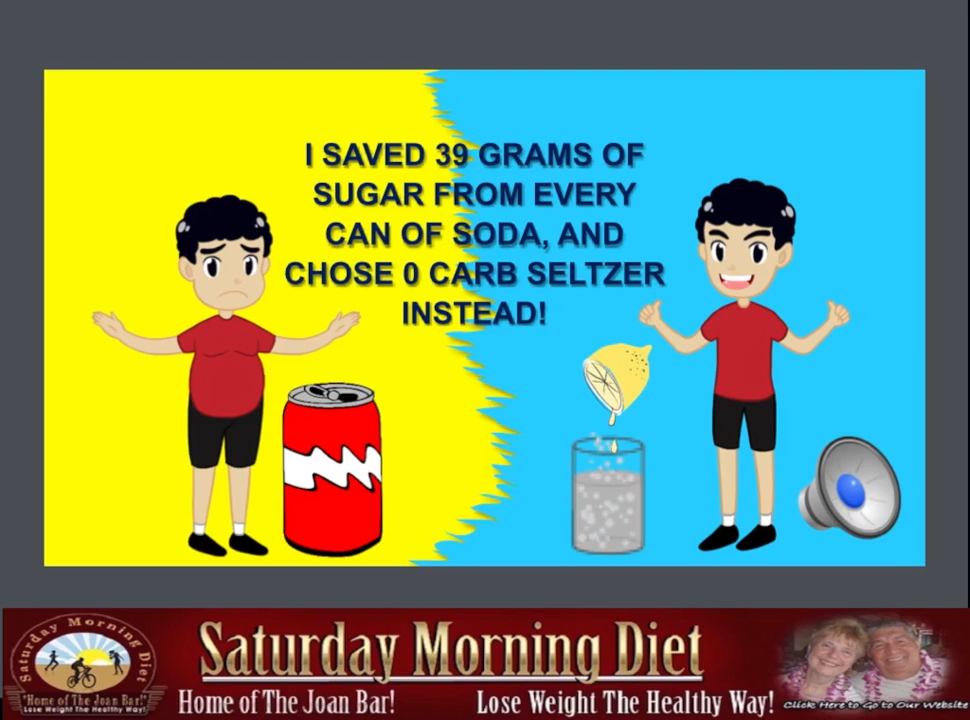 I SAVED 39 GRAMS OF
SUGAR FROM EVERY
CAN OF SODA, AND
CHOSE 0 CARB SELTZER
INSTEAD!
Saturday Morning Diet
"Home of The Joan Bar!"
Lose Weight The Healthy Way!
Saturday Morning Diet
Home of The Joan Bar! Lose Weight The Healthy Way!
Click Here to Go to Our Website